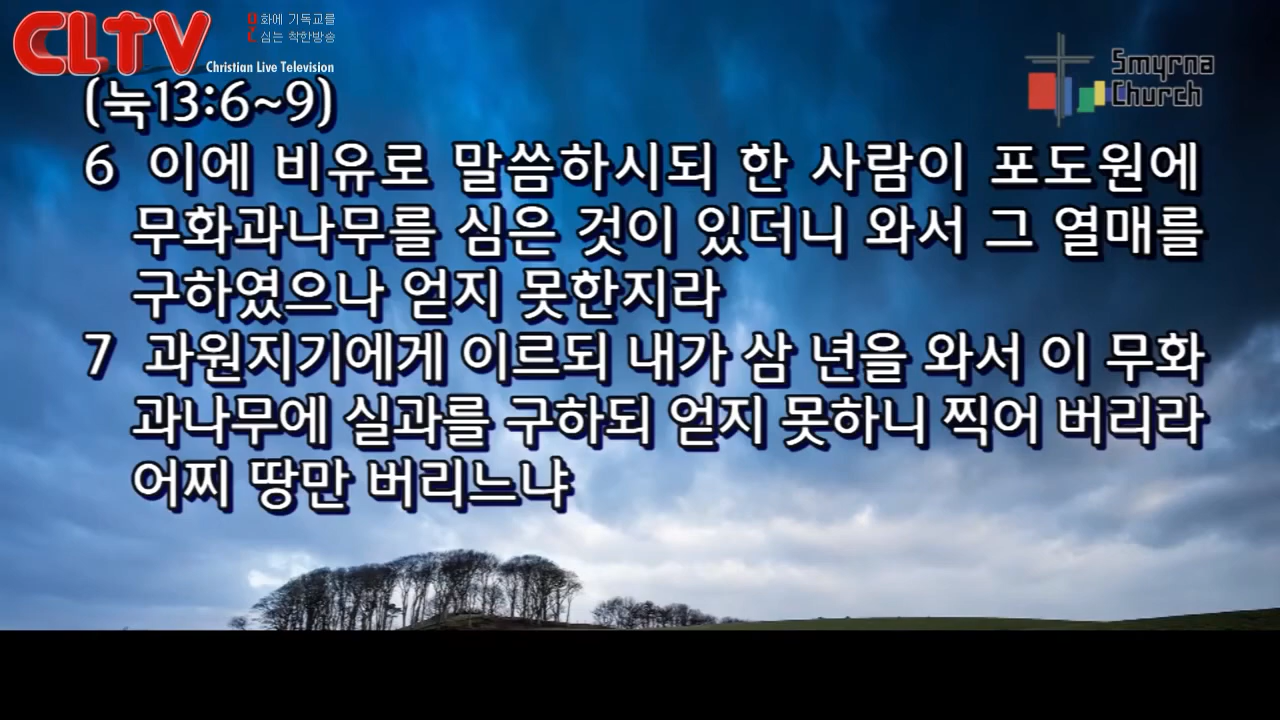 CLTV
문화에 기독교를
심는 착한방송
Christian Live Television
Smyrna
Church
(눅13:6~9)
6 이에 비유로 말씀하시되 한 사람이 포도원에
무화과나무를 심은 것이 있더니 와서 그 열매를
구하였으나 얻지 못한지라
7 과원지기에게 이르되 내가 삼 년을 와서 이 무화
과나무에 실과를 구하되 얻지 못하니 찍어 버리라
어찌 땅만 버리느냐